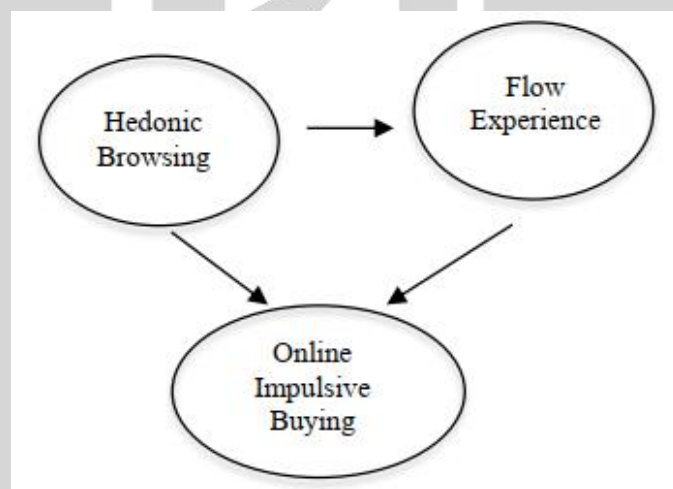 Hedonic
Browsing
Flow
Experience
Online
Impulsive
Buying